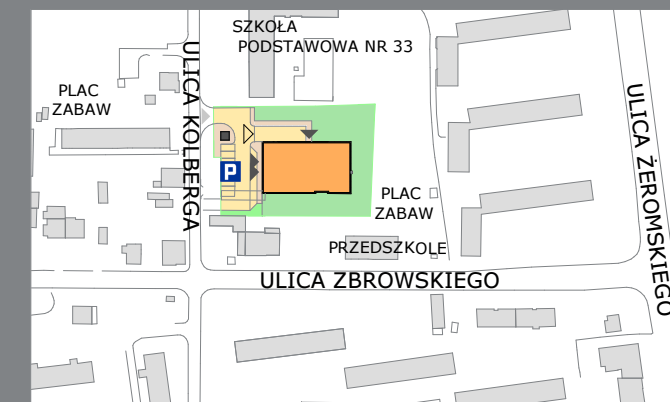 SZKOŁA
PODSTAWOWA NR 33
PLAC
ZABAW
ULICA KOLBERGA
ULICA ŻEROMSKIEGO
P
PLAC
ZABAW
PRZEDSZKOLE
ULICA ZBROWSKIEGO